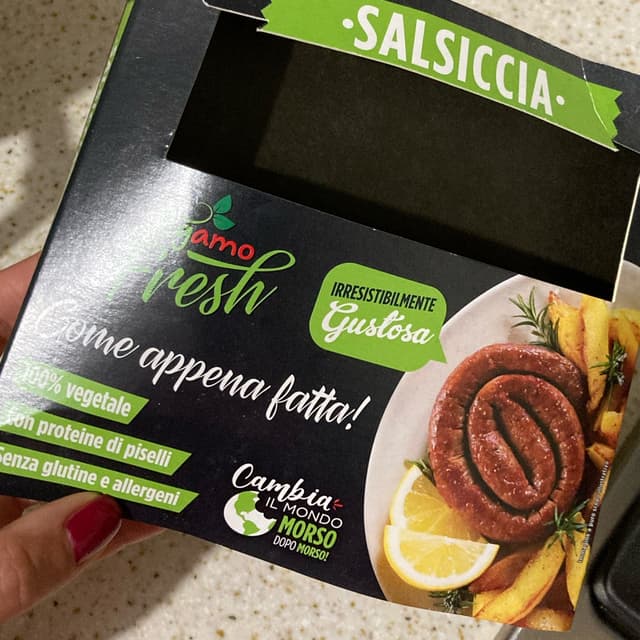 ·SALSICCIA·
Fresh
IRRESISTIBILMENTE
Gustosa
Come appena fatta!
100% vegetale
Con proteine di piselli
Senza glutine e allergeni
Cambia
IL MONDO
MORSO
DOPO MORSO!